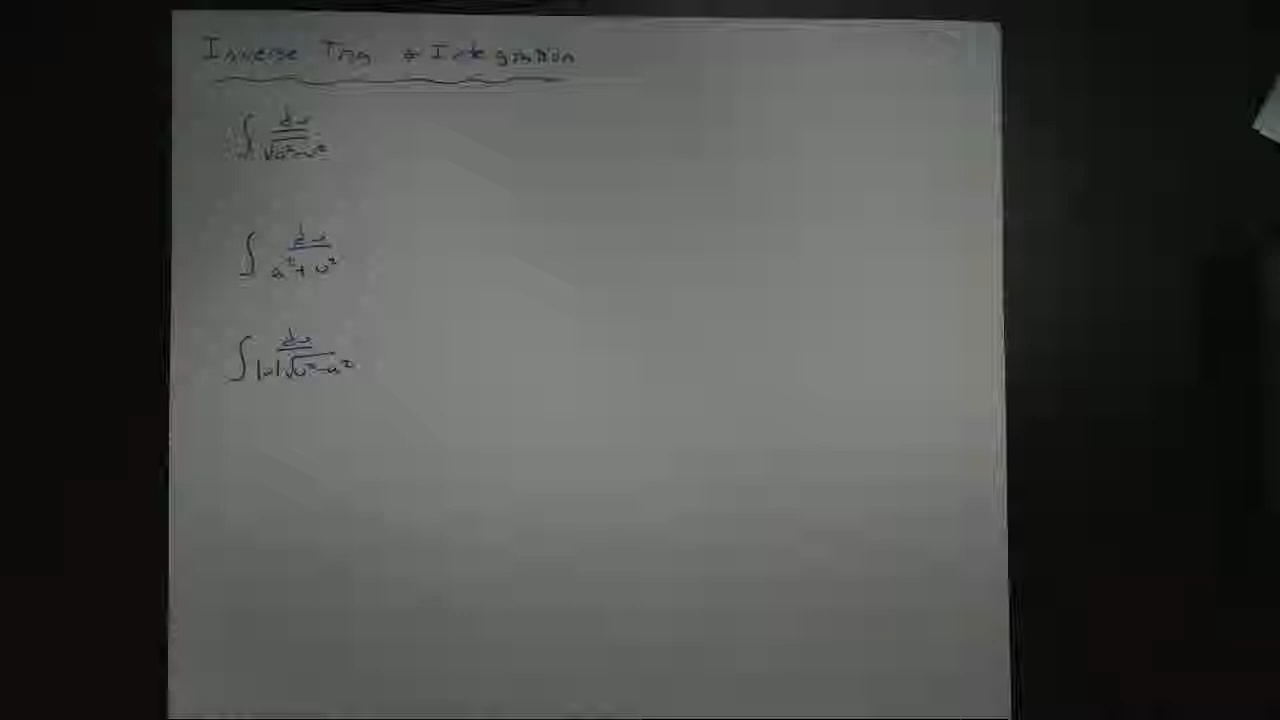 Inverse Trig & Integration
∫ du/√(a²-u²)
∫ du/(a²+u²)
∫ du/(|u|√(u²-a²))